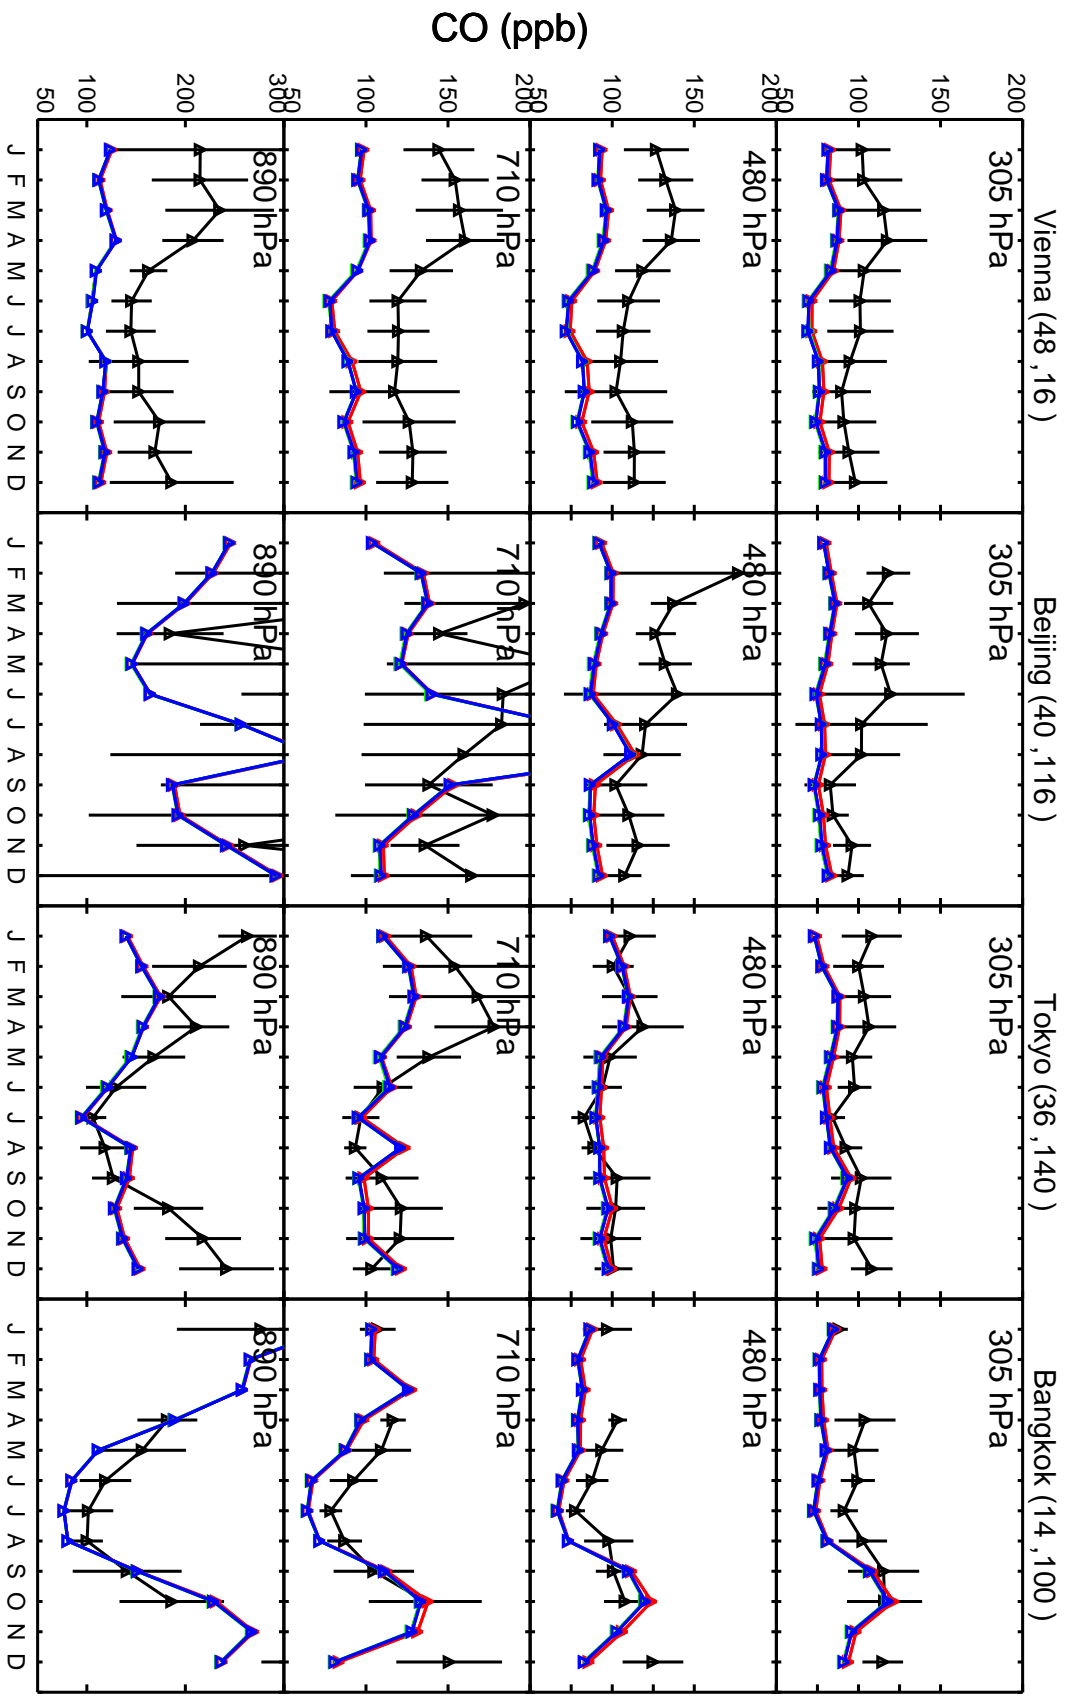 Vienna (48 ,16 )
Beijing (40 ,116 )
Tokyo (36 ,140 )
Bangkok (14 ,100 )
CO (ppb)
200
150
100
50
305 hPa
305 hPa
305 hPa
305 hPa
200
150
100
50
480 hPa
480 hPa
480 hPa
480 hPa
200
150
100
50
710 hPa
710 hPa
710 hPa
710 hPa
300
200
100
50
890 hPa
890 hPa
890 hPa
890 hPa
J F M A M J J A S O N D
J F M A M J J A S O N D
J F M A M J J A S O N D
J F M A M J J A S O N D